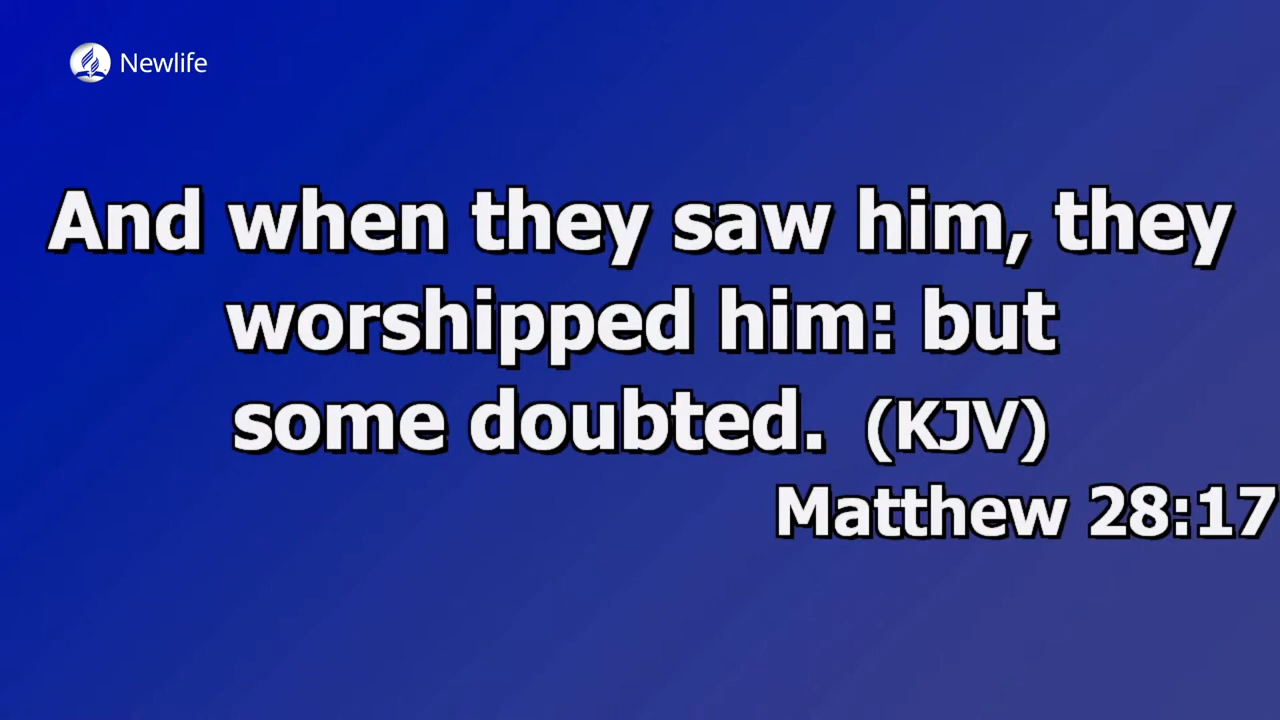 Newlife
And when they saw him, they
worshipped him: but
some doubted. (KJV)
Matthew 28:17